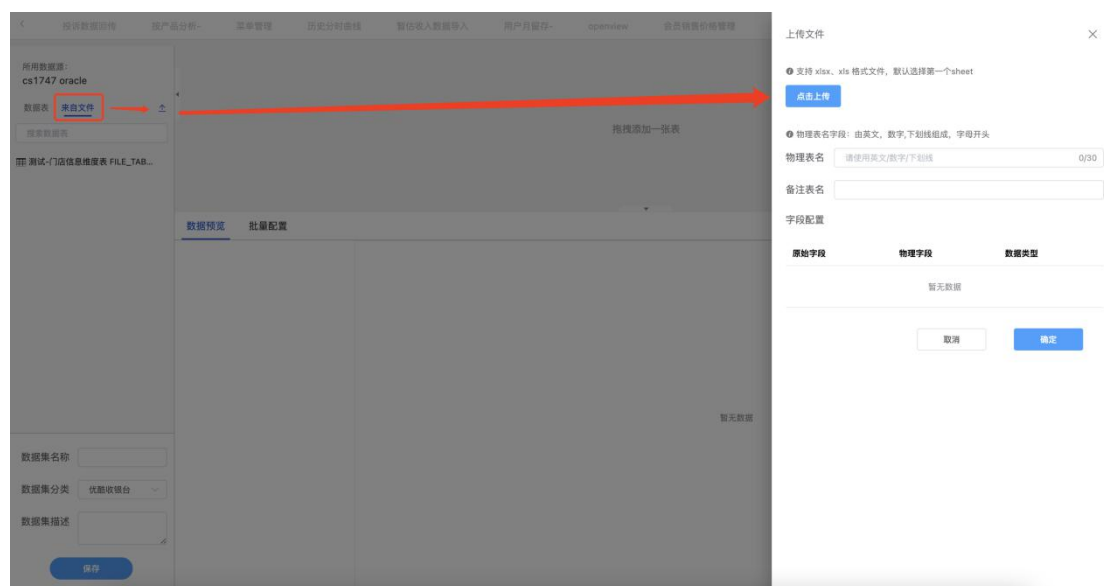 投诉数据回传 按产品分析- 菜单管理 历史分时曲线 暂估收入数据导入 用户月留存- openview 会员销售价格管理
所用数据源:
cs1747 oracle
数据表 来自文件
搜索数据表
测试-门店信息维度表 FILE_TAB...
拖拽添加一张表
数据预览 批量配置
暂无数据
数据集名称
数据集分类 优酷收银台
数据集描述
保存
上传文件
支持 xlsx、xls 格式文件，默认选择第一个sheet
点击上传
物理表名字段：由英文，数字,下划线组成，字母开头
物理表名 请使用英文/数字/下划线 0/30
备注表名
字段配置
原始字段 物理字段 数据类型
暂无数据
取消 确定